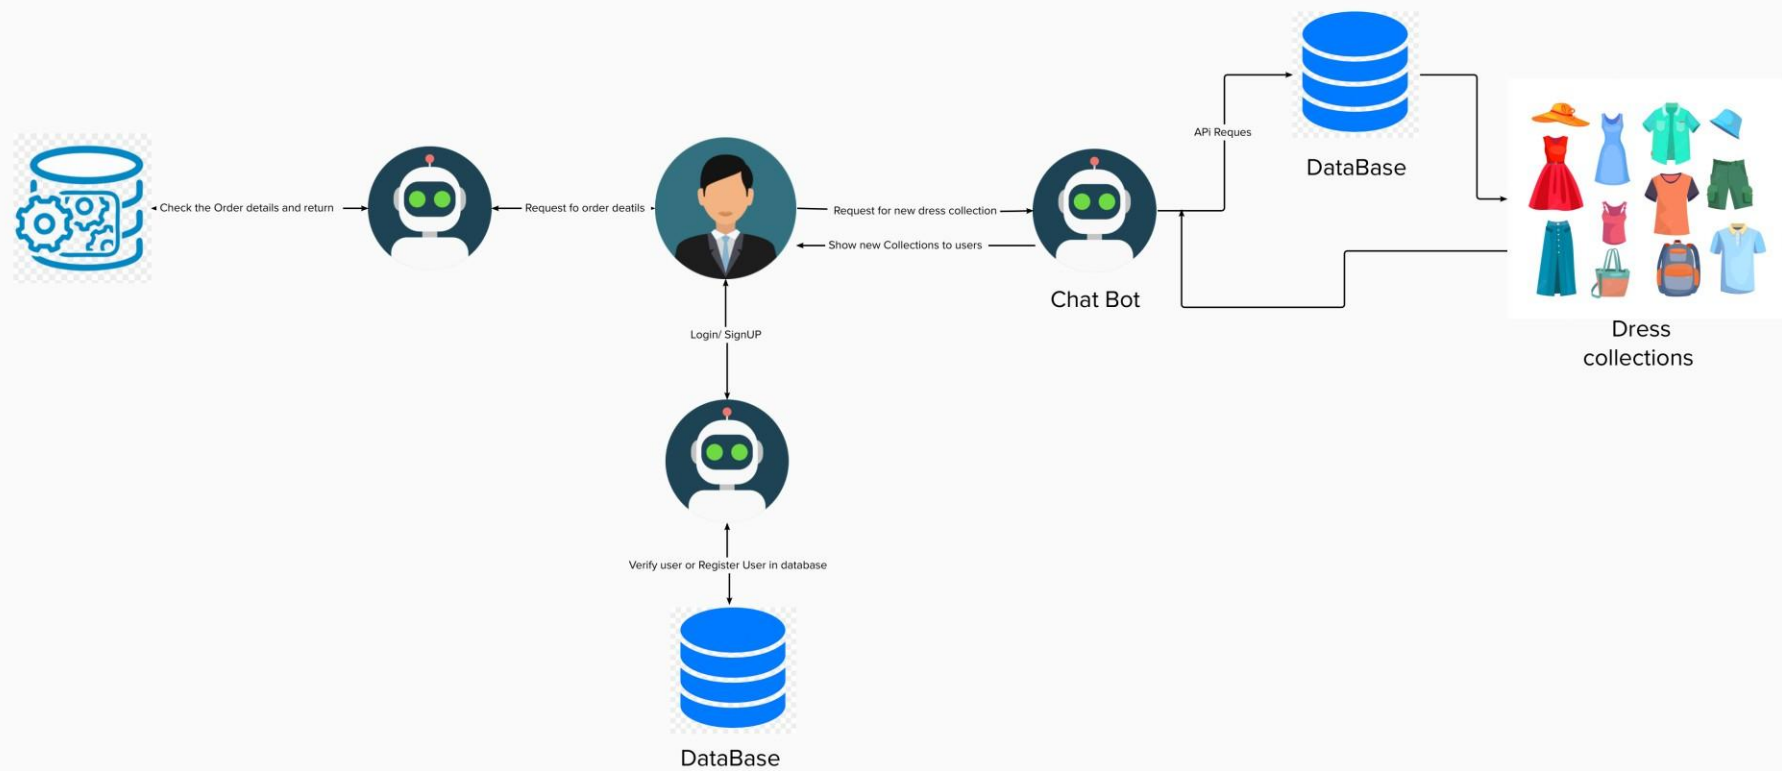 APi Reques
DataBase
Check the Order details and return
Request fo order deatils
Request for new dress collection
Show new Collections to users
Chat Bot
Dress
collections
Login/ SignUP
Verify user or Register User in database
DataBase